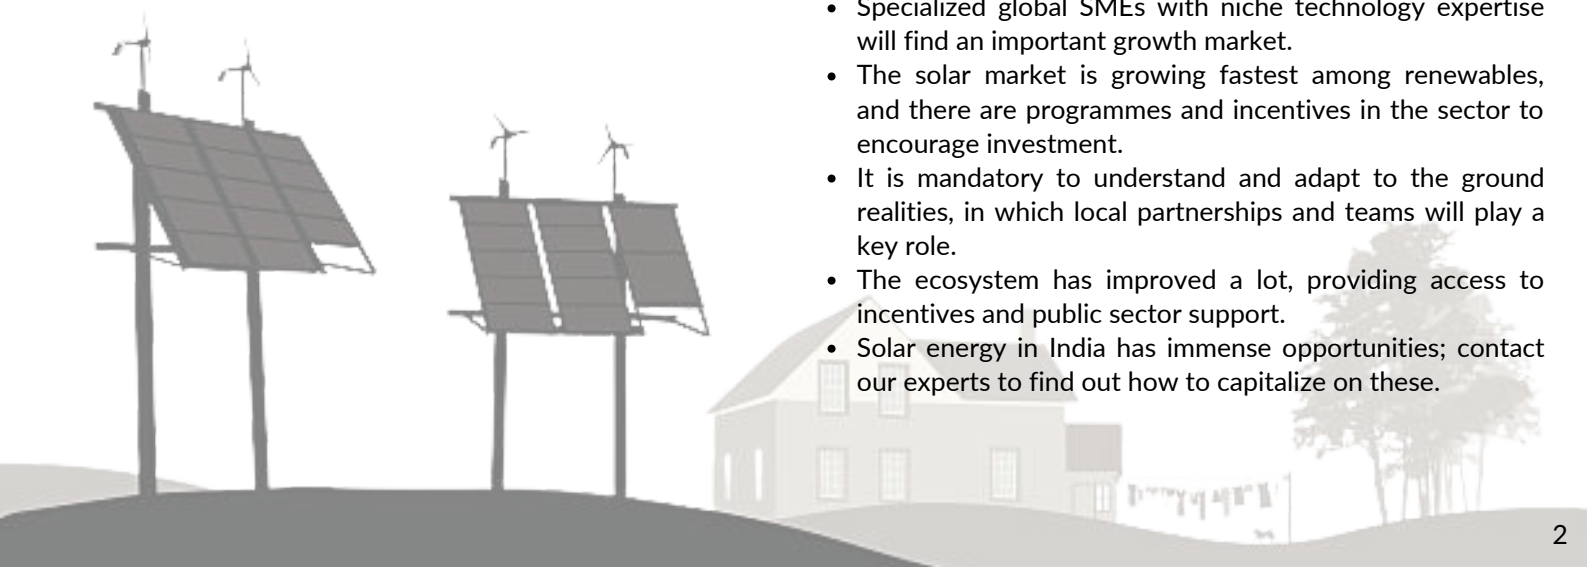 • Specialized global SMEs with niche technology expertise
will find an important growth market.
• The solar market is growing fastest among renewables,
and there are programmes and incentives in the sector to
encourage investment.
• It is mandatory to understand and adapt to the ground
realities, in which local partnerships and teams will play a
key role.
• The ecosystem has improved a lot, providing access to
incentives and public sector support.
• Solar energy in India has immense opportunities; contact
our experts to find out how to capitalize on these.
2